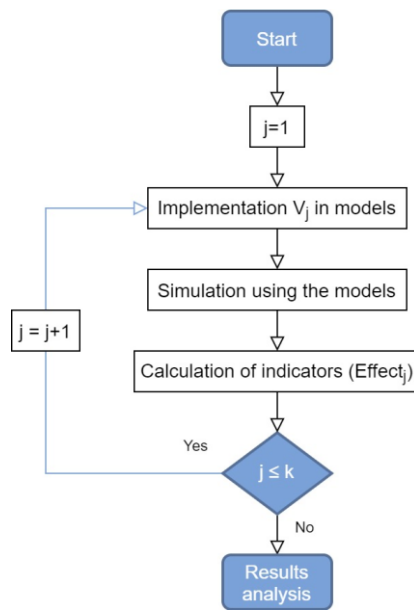 Start
j=1
Implementation Vj in models
Simulation using the models
j = j+1
Calculation of indicators (Effectj)
Yes
j ≤ k
No
Results
analysis